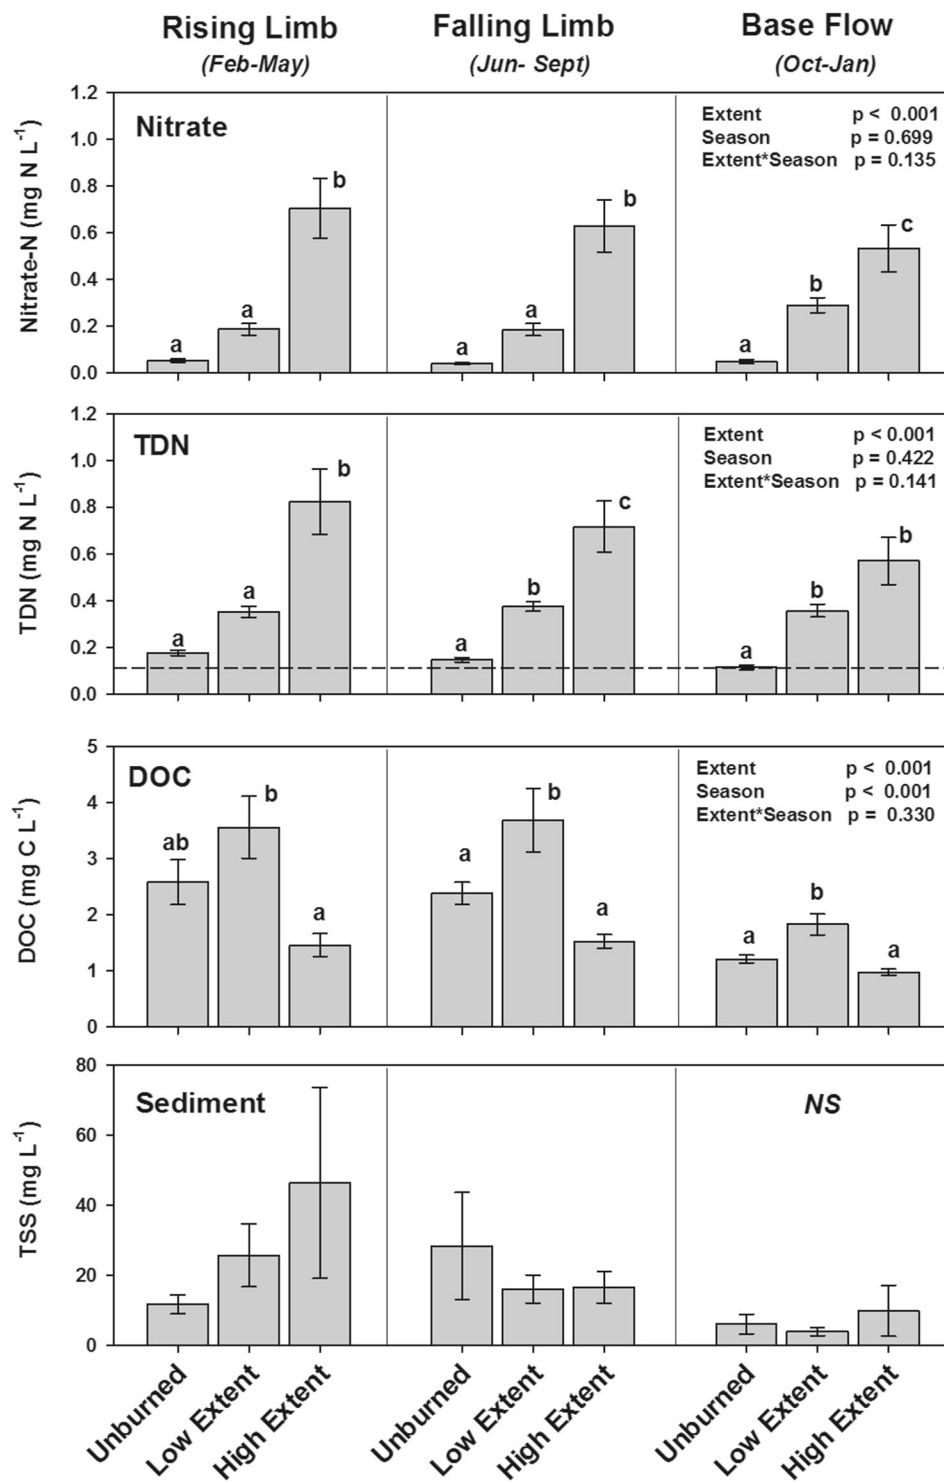 Rising Limb Falling Limb Base Flow
(Feb-May) (Jun- Sept) (Oct-Jan)
Nitrate-N (mg N L-1)
1.2
1.0
0.8
0.6
0.4
0.2
0.0
Nitrate
a a b
a a b
a b c
Extent p < 0.001
Season p = 0.699
Extent*Season p = 0.135
TDN (mg N L-1)
1.2
1.0
0.8
0.6
0.4
0.2
0.0
TDN
a a b
a b c
a b b
Extent p < 0.001
Season p = 0.422
Extent*Season p = 0.141
DOC (mg C L-1)
5
4
3
2
1
0
DOC
ab b a
a b a
a b a
Extent p < 0.001
Season p < 0.001
Extent*Season p = 0.330
TSS (mg L-1)
80
60
40
20
0
Sediment
NS
Unburned Low Extent High Extent Unburned Low Extent High Extent Unburned Low Extent High Extent